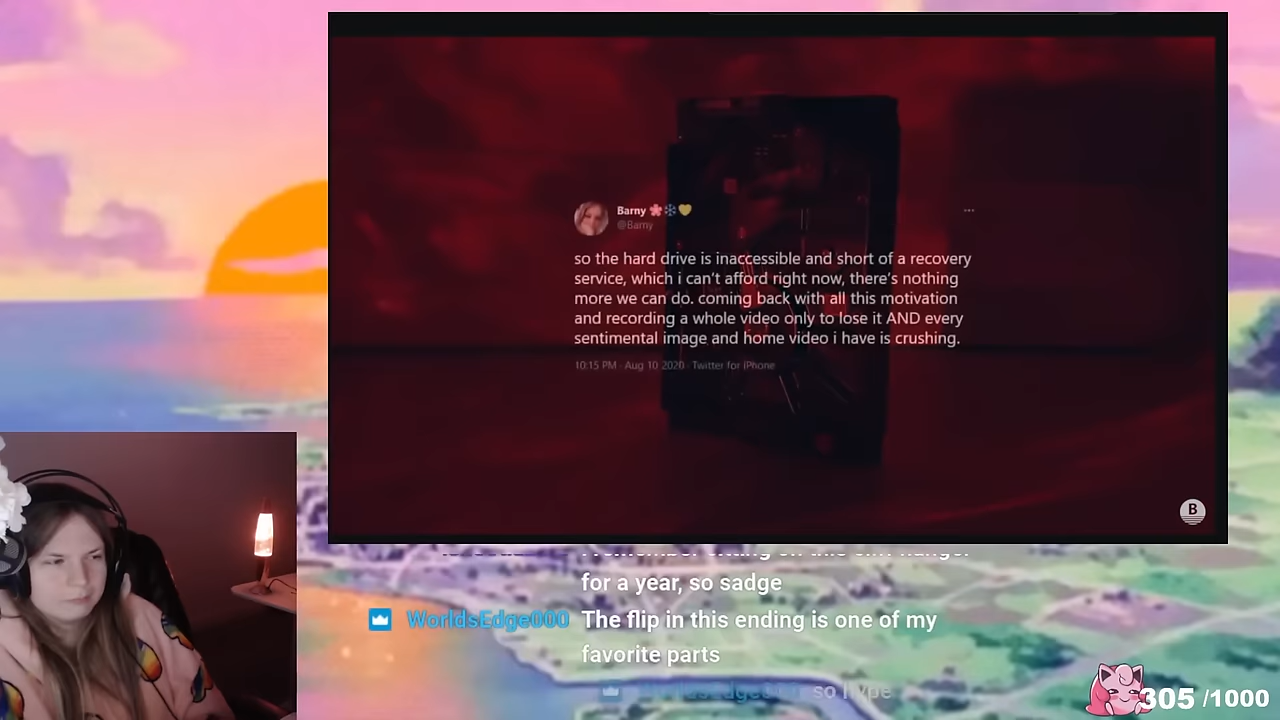 Barny
@Barny
so the hard drive is inaccessible and short of a recovery
service, which i can't afford right now, there's nothing
more we can do. coming back with all this motivation
and recording a whole video only to lose it AND every
sentimental image and home video i have is crushing.
10:15 PM · Aug 10 2020 · Twitter for iPhone
B
for a year, so sadge
WorldsEdge000 The flip in this ending is one of my
favorite parts
so hype
305 /1000